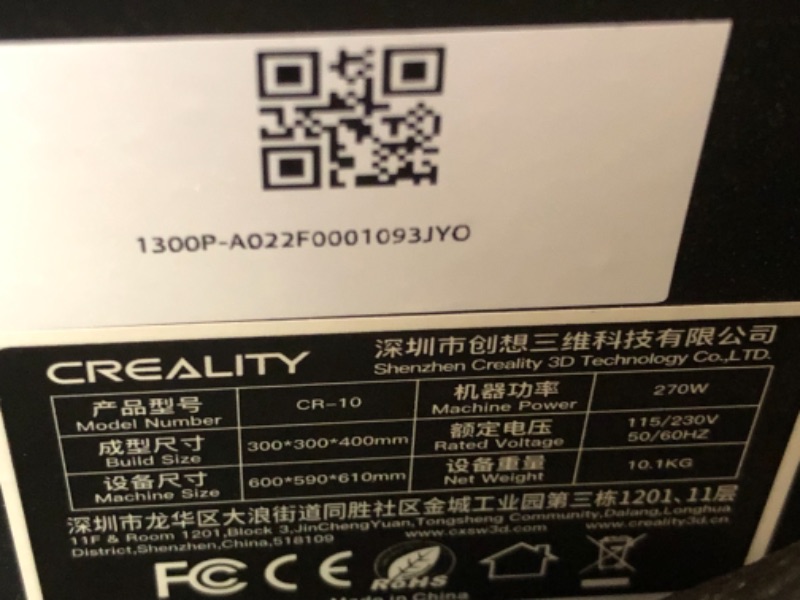 1300P-A022F0001093JYO
CREALITY
深圳市创想三维科技有限公司
Shenzhen Creality 3D Technology Co.,LTD.
产品型号
Model Number
CR-10
机器功率
Machine Power
270W
成型尺寸
Build Size
300*300*400mm
额定电压
Rated Voltage
115/230V
50/60HZ
设备尺寸
Machine Size
600*590*610mm
设备重量
Net Weight
10.1KG
深圳市龙华区大浪街道同胜社区金城工业园第三栋1201、11层
11F & Room 1201,Block 3,JinChengYuan,Tongsheng Community,Dalang,Longhua
District,Shenzhen,China,518109
www.cxsw3d.com
www.creality3d.cn
FC CE RoHS
Made in China